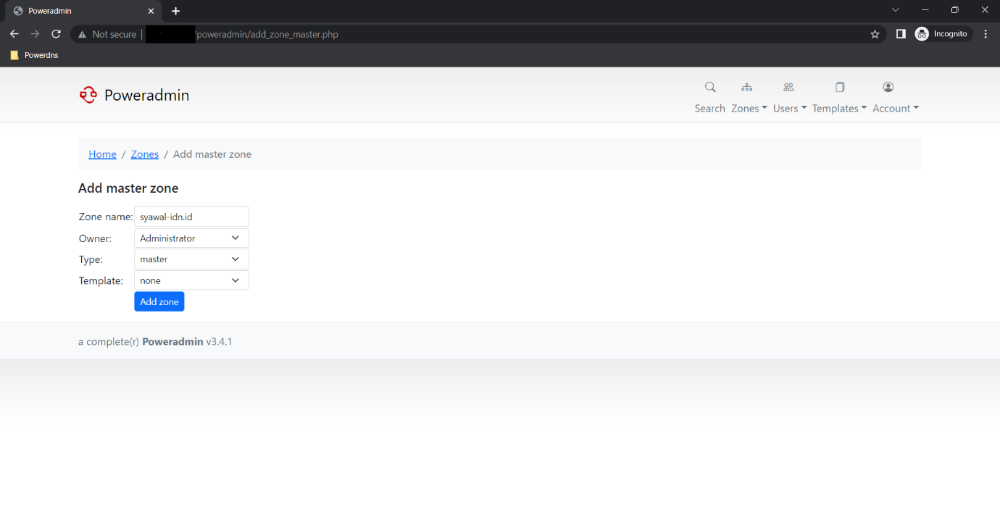 Poweradmin
Not secure
/poweradmin/add_zone_master.php
Incognito
Powerdns
Poweradmin
Search Zones Users Templates Account
Home / Zones / Add master zone
Add master zone
Zone name: syawal-idn.id
Owner: Administrator
Type: master
Template: none
Add zone
a complete(r) Poweradmin v3.4.1